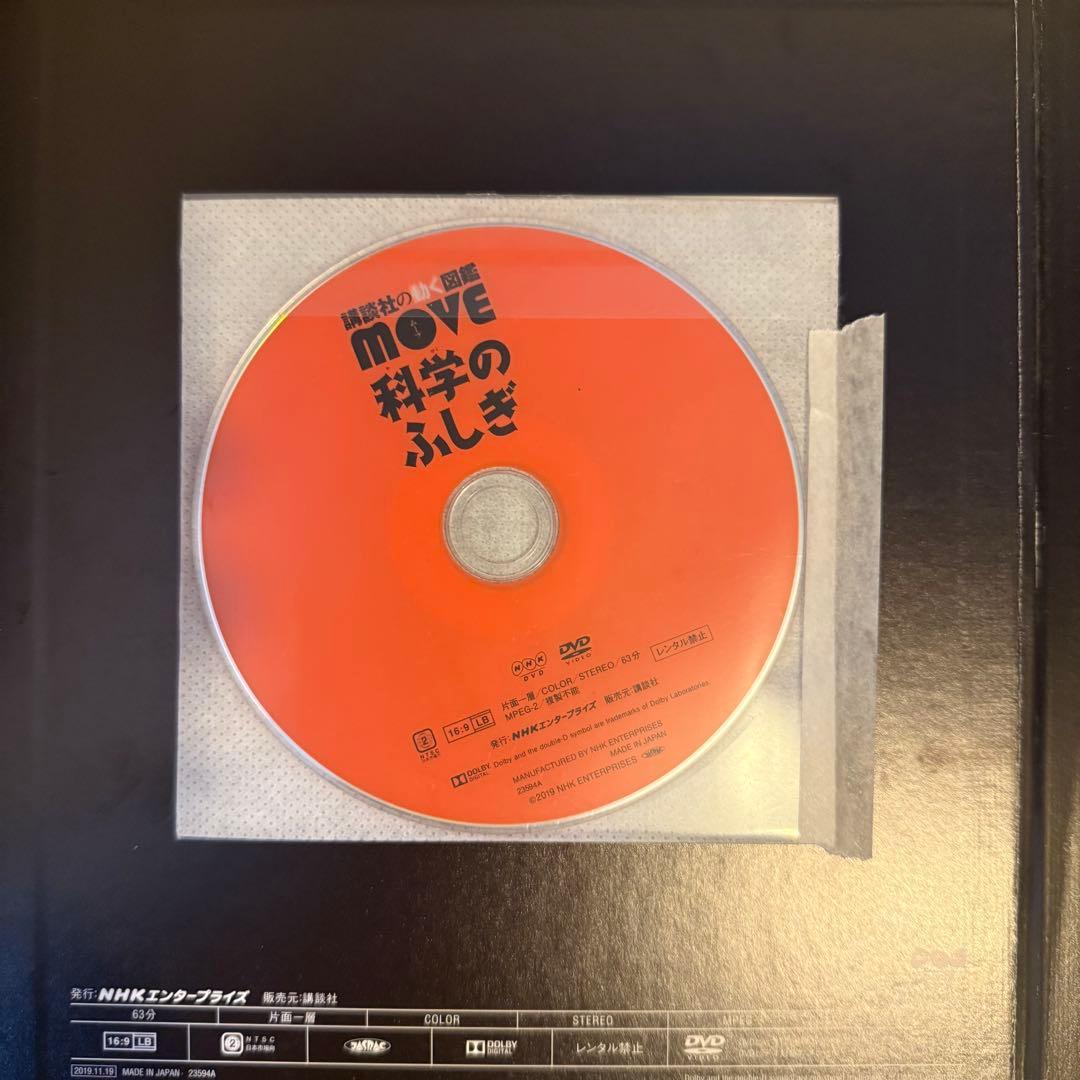 講談社の動く図鑑
MOVE
かがく
科学の
ふしぎ
NHK
DVD
DVD
VIDEO
レンタル禁止
片面一層/COLOR/STEREO/63分
MPEG-2/複製不能
2
NTSC
16:9 LB
発行:NHKエンタープライズ 販売元:講談社
DOLBY
DIGITAL
Dolby and the double-D symbol are trademarks of Dolby Laboratories.
MANUFACTURED BY NHK ENTERPRISES
MADE IN JAPAN
23594A
©2019 NHK ENTERPRISES
発行:NHKエンタープライズ 販売元:講談社
63分 片面一層 COLOR STEREO
16:9 LB
2
NTSC
日本市場向
JASRAC
DOLBY
DIGITAL
レンタル禁止
DVD
2019.11.19 MADE IN JAPAN 23594A